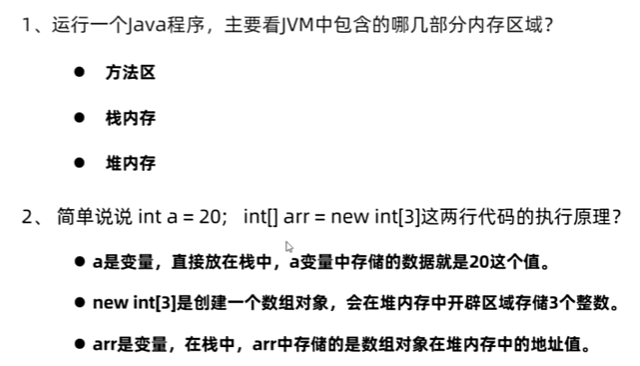 1、运行一个Java程序，主要看JVM中包含的哪几部分内存区域？
● 方法区
● 栈内存
● 堆内存
2、 简单说说 int a = 20； int[] arr = new int[3]这两行代码的执行原理？
● a是变量，直接放在栈中，a变量中存储的数据就是20这个值。
● new int[3]是创建一个数组对象，会在堆内存中开辟区域存储3个整数。
● arr是变量，在栈中，arr中存储的是数组对象在堆内存中的地址值。